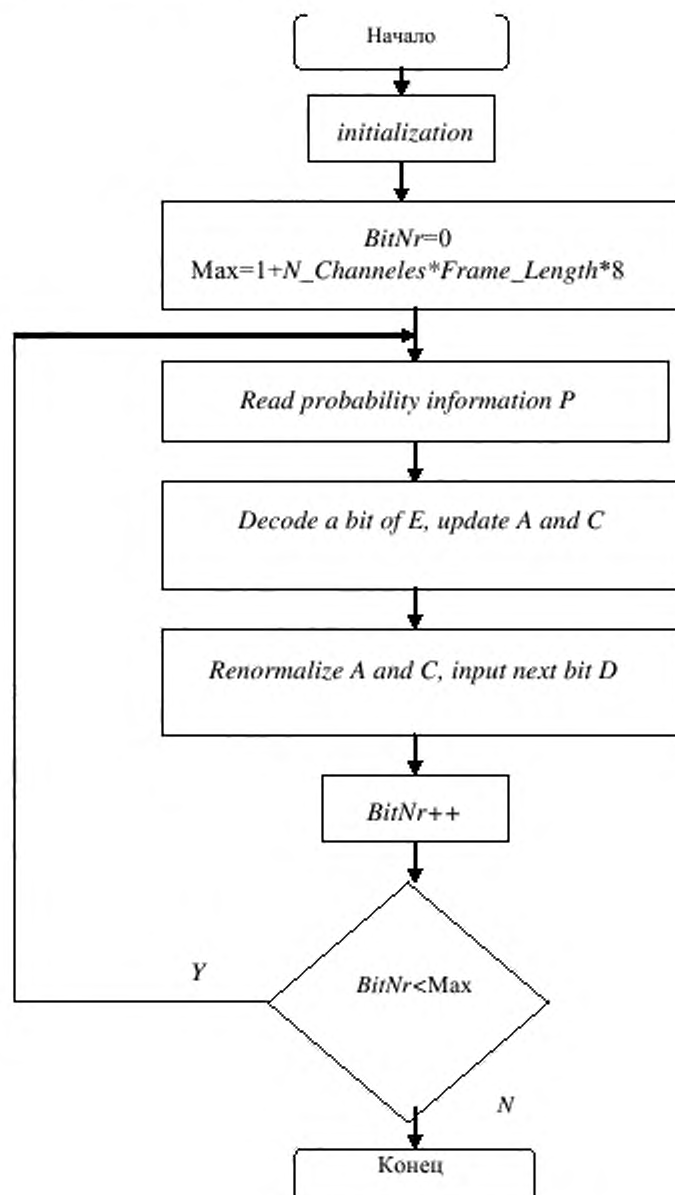 Начало
initialization
BitNr=0
Max=1+N_Channeles*Frame_Length*8
Read probability information P
Decode a bit of E, update A and C
Renormalize A and C, input next bit D
BitNr++
Y
BitNr<Max
N
Конец